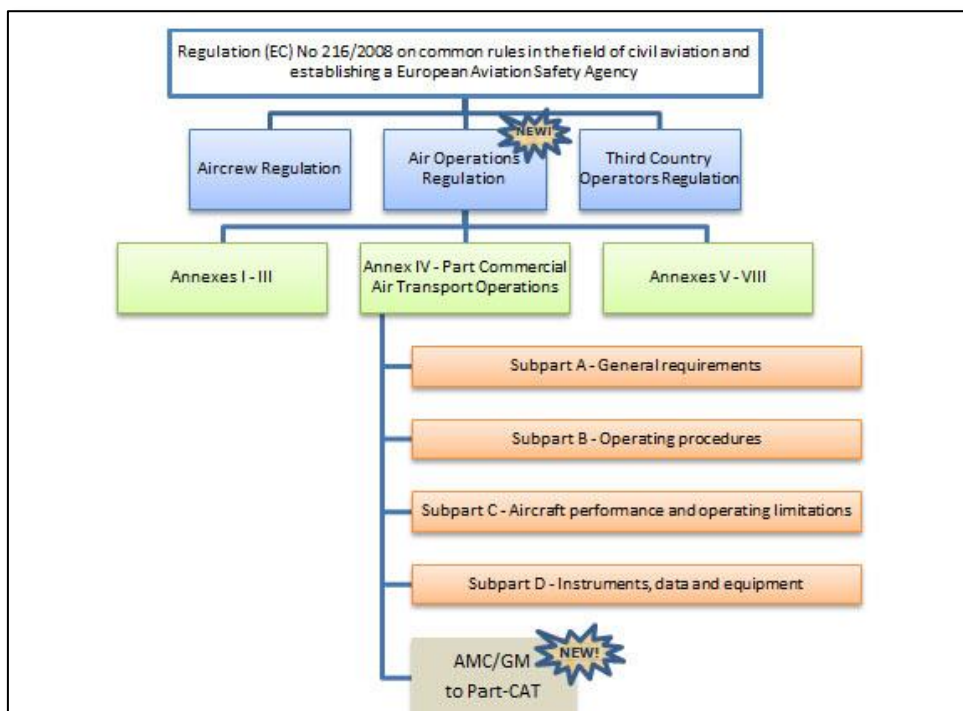 Regulation (EC) No 216/2008 on common rules in the field of civil aviation and
establishing a European Aviation Safety Agency
NEW!
Aircrew Regulation
Air Operations
Regulation
Third Country
Operators Regulation
Annexes I - III
Annex IV - Part Commercial
Air Transport Operations
Annexes V - VIII
Subpart A - General requirements
Subpart B - Operating procedures
Subpart C - Aircraft performance and operating limitations
Subpart D - Instruments, data and equipment
AMC/GM
to Part-CAT
NEW!